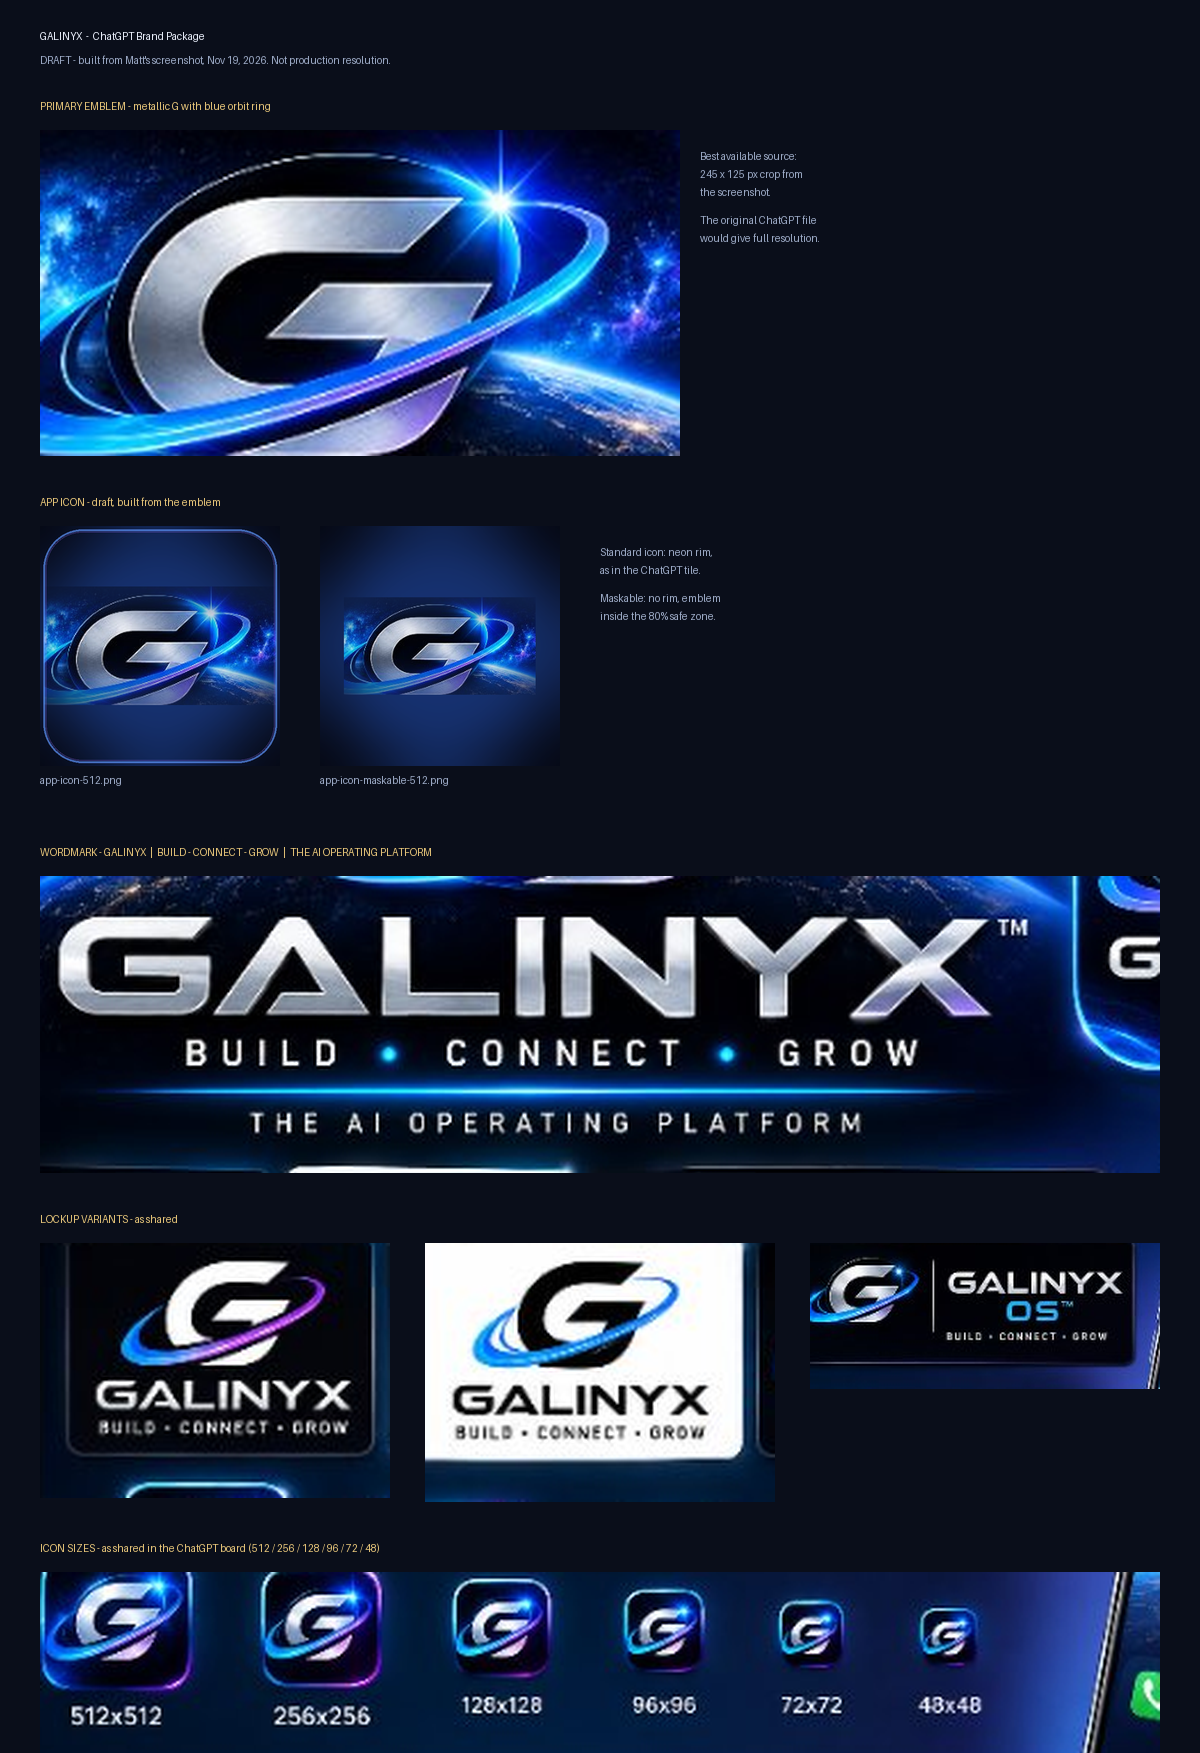 GALINYX - ChatGPT Brand Package
DRAFT - built from Matt's screenshot, Nov 19, 2026. Not production resolution.
PRIMARY EMBLEM - metallic G with blue orbit ring
Best available source:
245 x 125 px crop from
the screenshot.
The original ChatGPT file
would give full resolution.
APP ICON - draft, built from the emblem
Standard icon: neon rim,
as in the ChatGPT tile.
Maskable: no rim, emblem
inside the 80% safe zone.
app-icon-512.png
app-icon-maskable-512.png
WORDMARK - GALINYX | BUILD - CONNECT - GROW | THE AI OPERATING PLATFORM
GALINYX™
G
BUILD • CONNECT • GROW
THE AI OPERATING PLATFORM
LOCKUP VARIANTS - as shared
GALINYX
BUILD • CONNECT • GROW
GALINYX
BUILD • CONNECT • GROW
GALINYX
OS™
BUILD • CONNECT • GROW
ICON SIZES - as shared in the ChatGPT board (512 / 256 / 128 / 96 / 72 / 48)
512x512
256x256
128x128
96x96
72x72
48x48